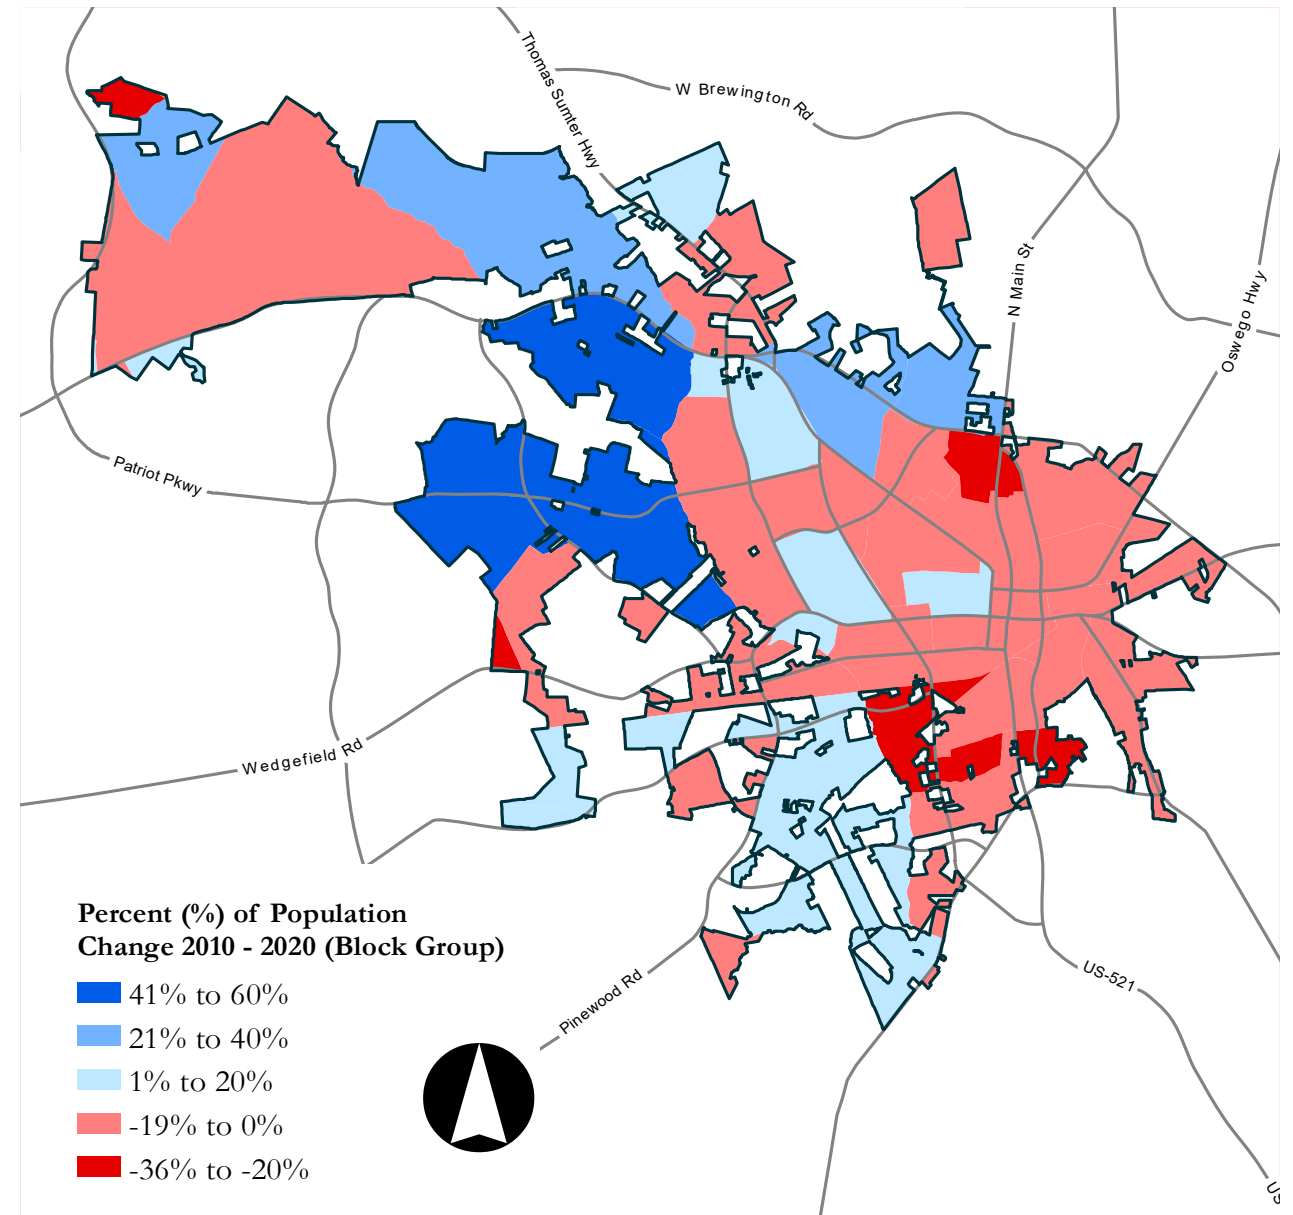 Thomas Sumter Hwy
W Brewington Rd
N Main St
Oswego Hwy
Patriot Pkwy
Wedgefield Rd
Pinewood Rd
US-521
US
Percent (%) of Population
Change 2010 - 2020 (Block Group)
41% to 60%
21% to 40%
1% to 20%
-19% to 0%
-36% to -20%